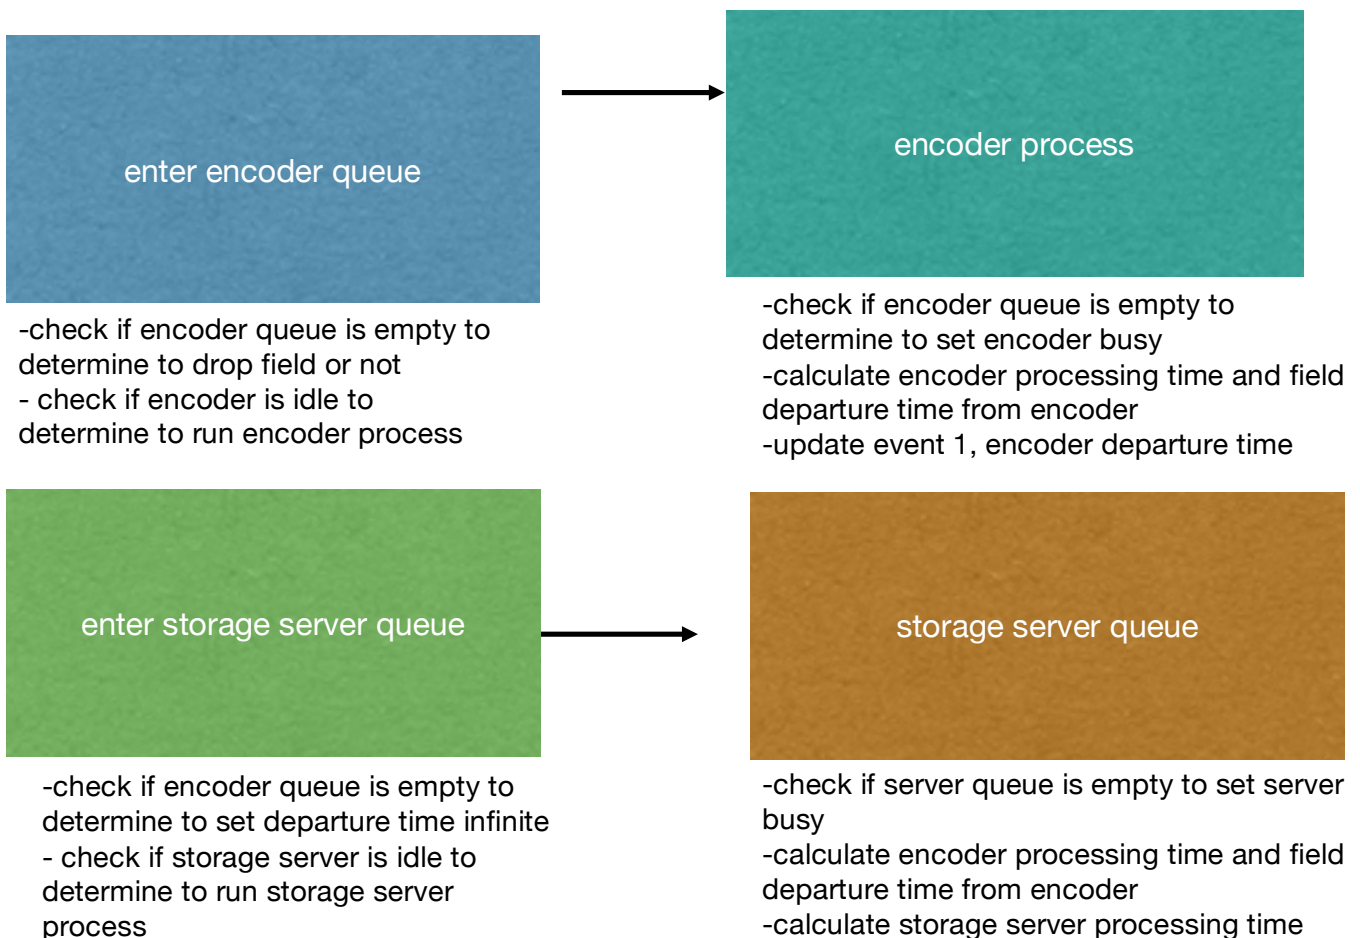 enter encoder queue
encoder process
-check if encoder queue is empty to
determine to drop field or not
- check if encoder is idle to
determine to run encoder process
-check if encoder queue is empty to
determine to set encoder busy
-calculate encoder processing time and field
departure time from encoder
-update event 1, encoder departure time
enter storage server queue
storage server queue
-check if encoder queue is empty to
determine to set departure time infinite
- check if storage server is idle to
determine to run storage server
process
-check if server queue is empty to set server
busy
-calculate encoder processing time and field
departure time from encoder
-calculate storage server processing time